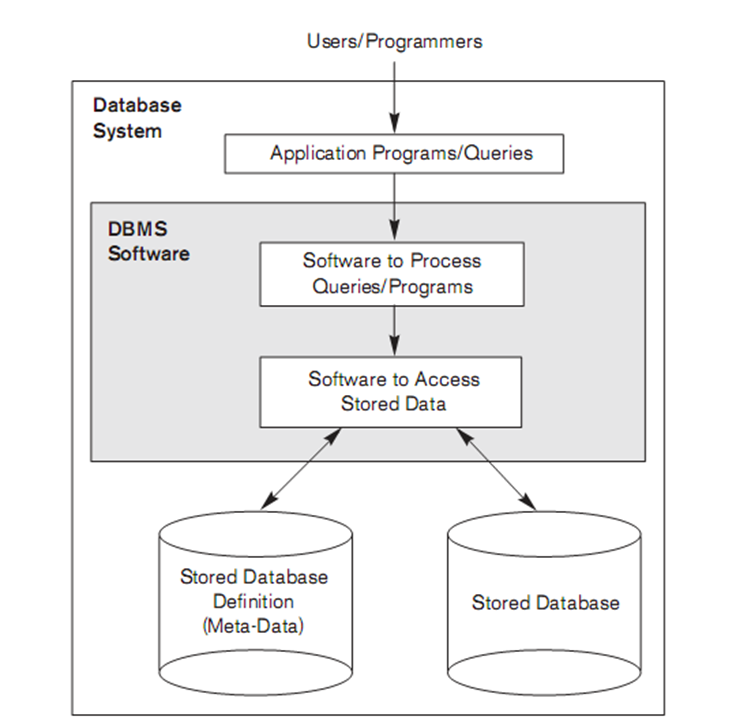 Users/Programmers
Database
System
Application Programs/Queries
DBMS
Software
Software to Process
Queries/Programs
Software to Access
Stored Data
Stored Database
Definition
(Meta-Data)
Stored Database